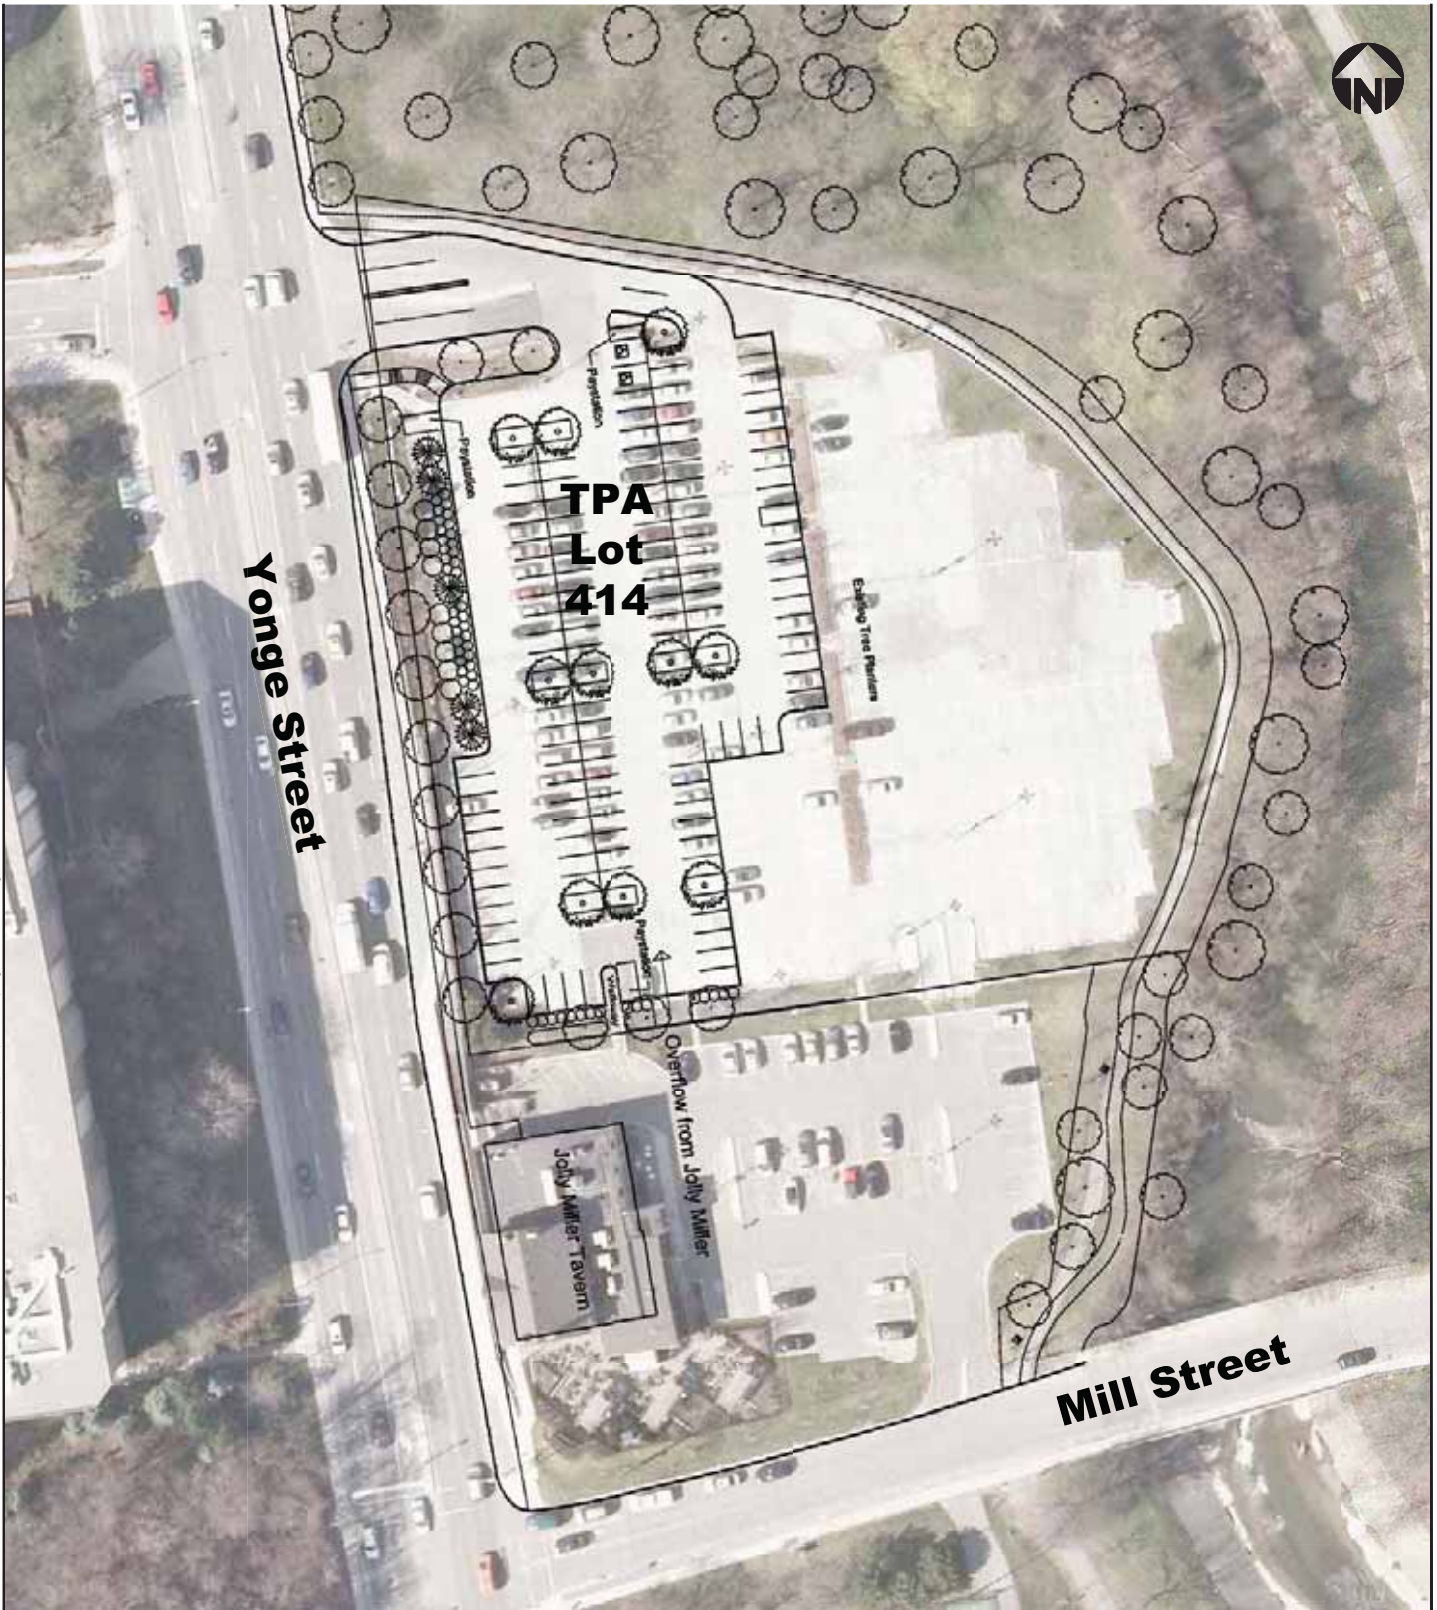 N
Paystation
Paystation
TPA
Lot
414
Yonge Street
Existing Tree Planters
Paystation
Overflow from Jolly Miller
Jolly Miller Tavern
Mill Street